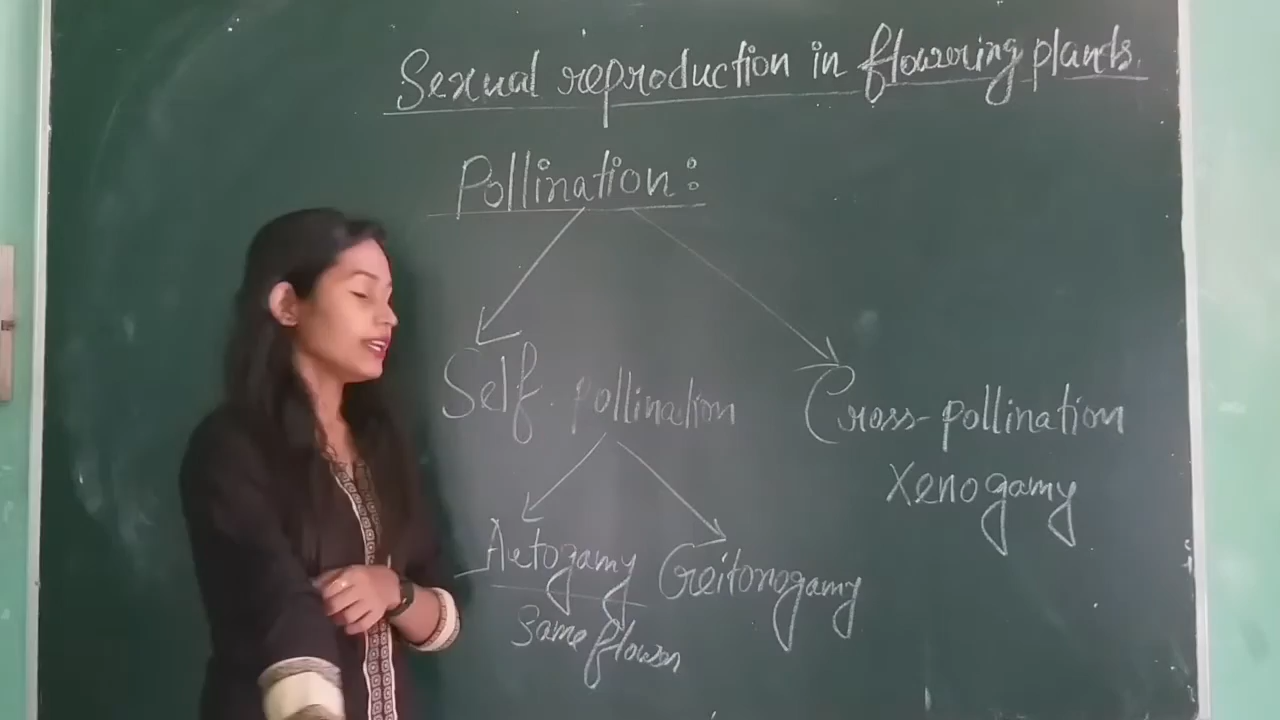 Sexual reproduction in flowering plants.
Pollination:
Self-pollination
Cross-pollination
Xenogamy
Autogamy
Geitonogamy
Same flower